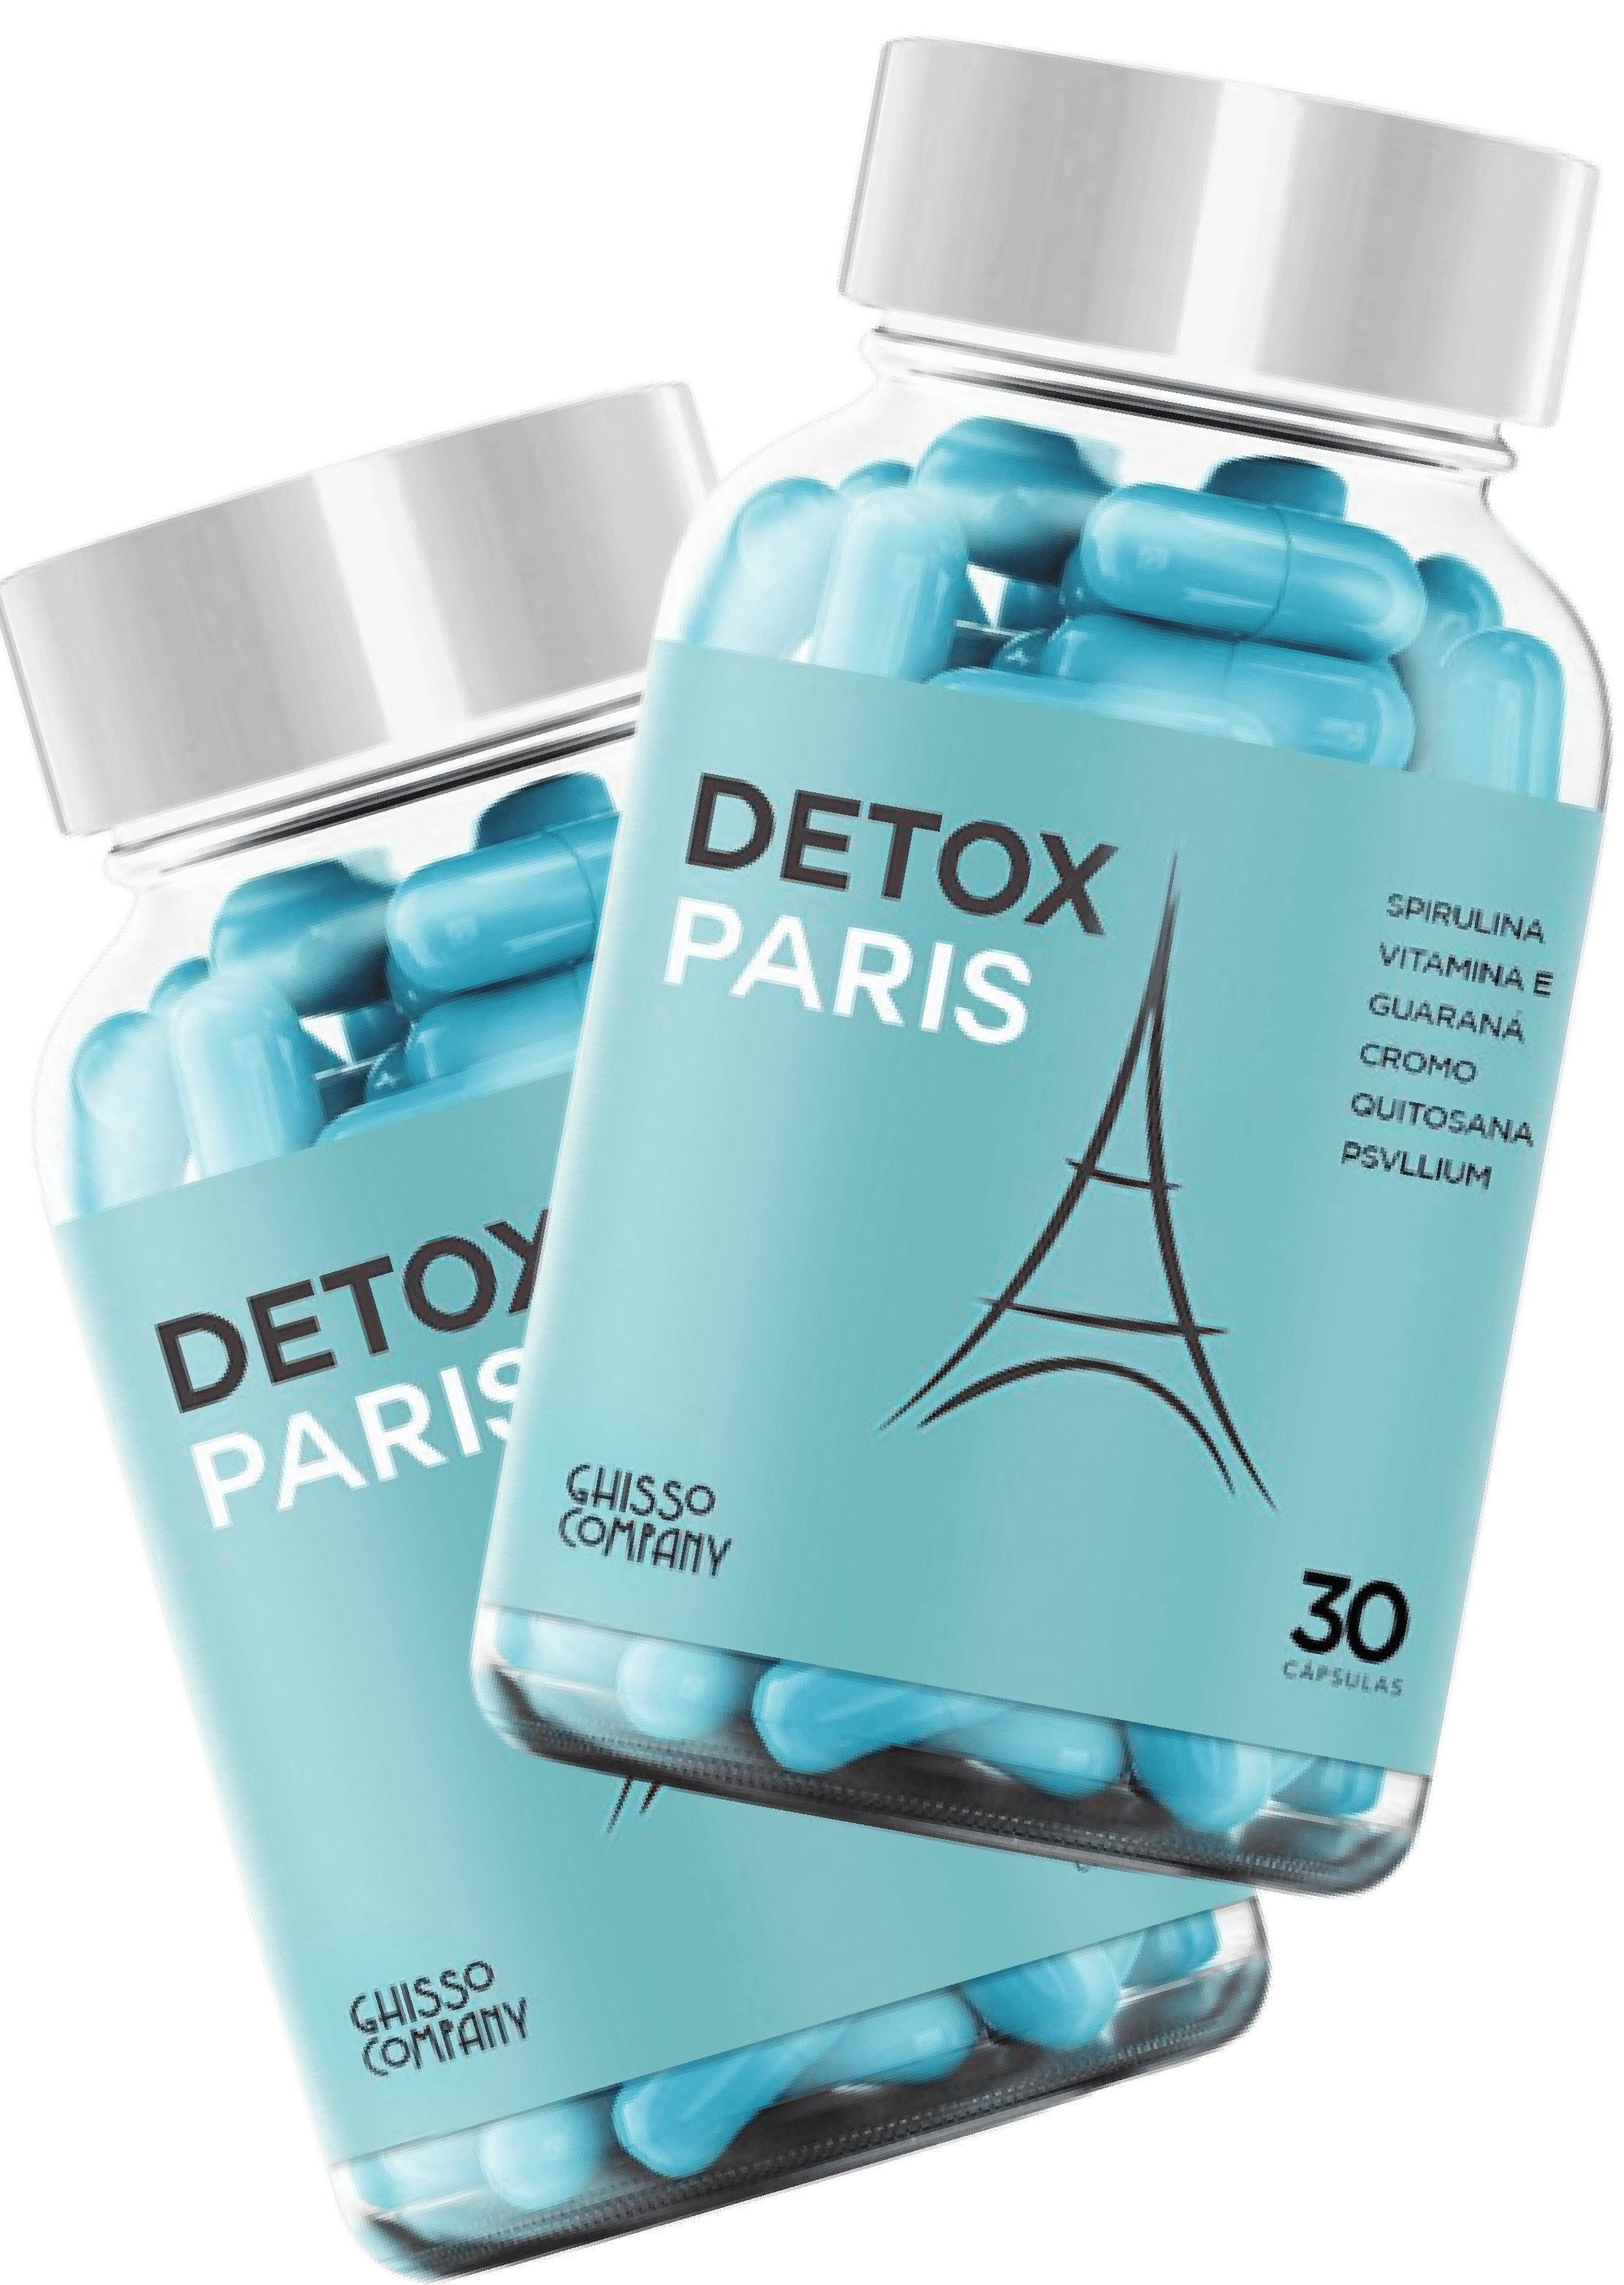 DETOX
PARIS
SPIRULINA
VITAMINA E
GUARANÁ
CROMO
QUITOSANA
PSVLLIUM
GHISSO
COMPANY
30
CÁPSULAS
DETOX
PARIS
GHISSO
COMPANY